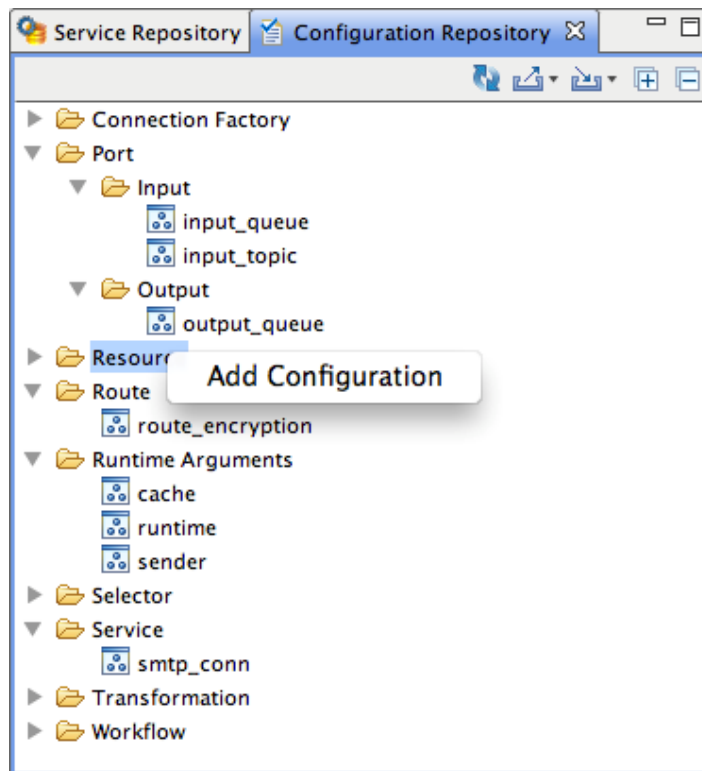 Service Repository Configuration Repository
Connection Factory
Port
Input
input_queue
input_topic
Output
output_queue
Add Configuration
Route
route_encryption
Runtime Arguments
cache
runtime
sender
Selector
Service
smtp_conn
Transformation
Workflow